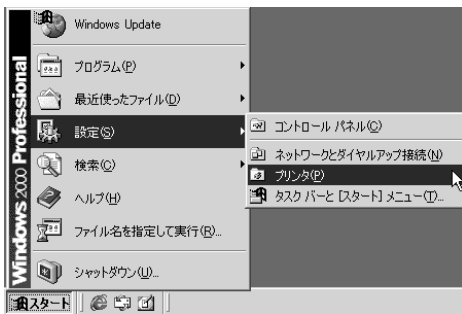 Windows 2000 Professional
Windows Update
プログラム(P)
最近使ったファイル(D)
設定(S)
検索(C)
ヘルプ(H)
ファイル名を指定して実行(R)...
シャットダウン(U)...
コントロール パネル(C)
ネットワークとダイヤルアップ接続(N)
プリンタ(P)
タスク バーと [スタート] メニュー(T)...
スタート